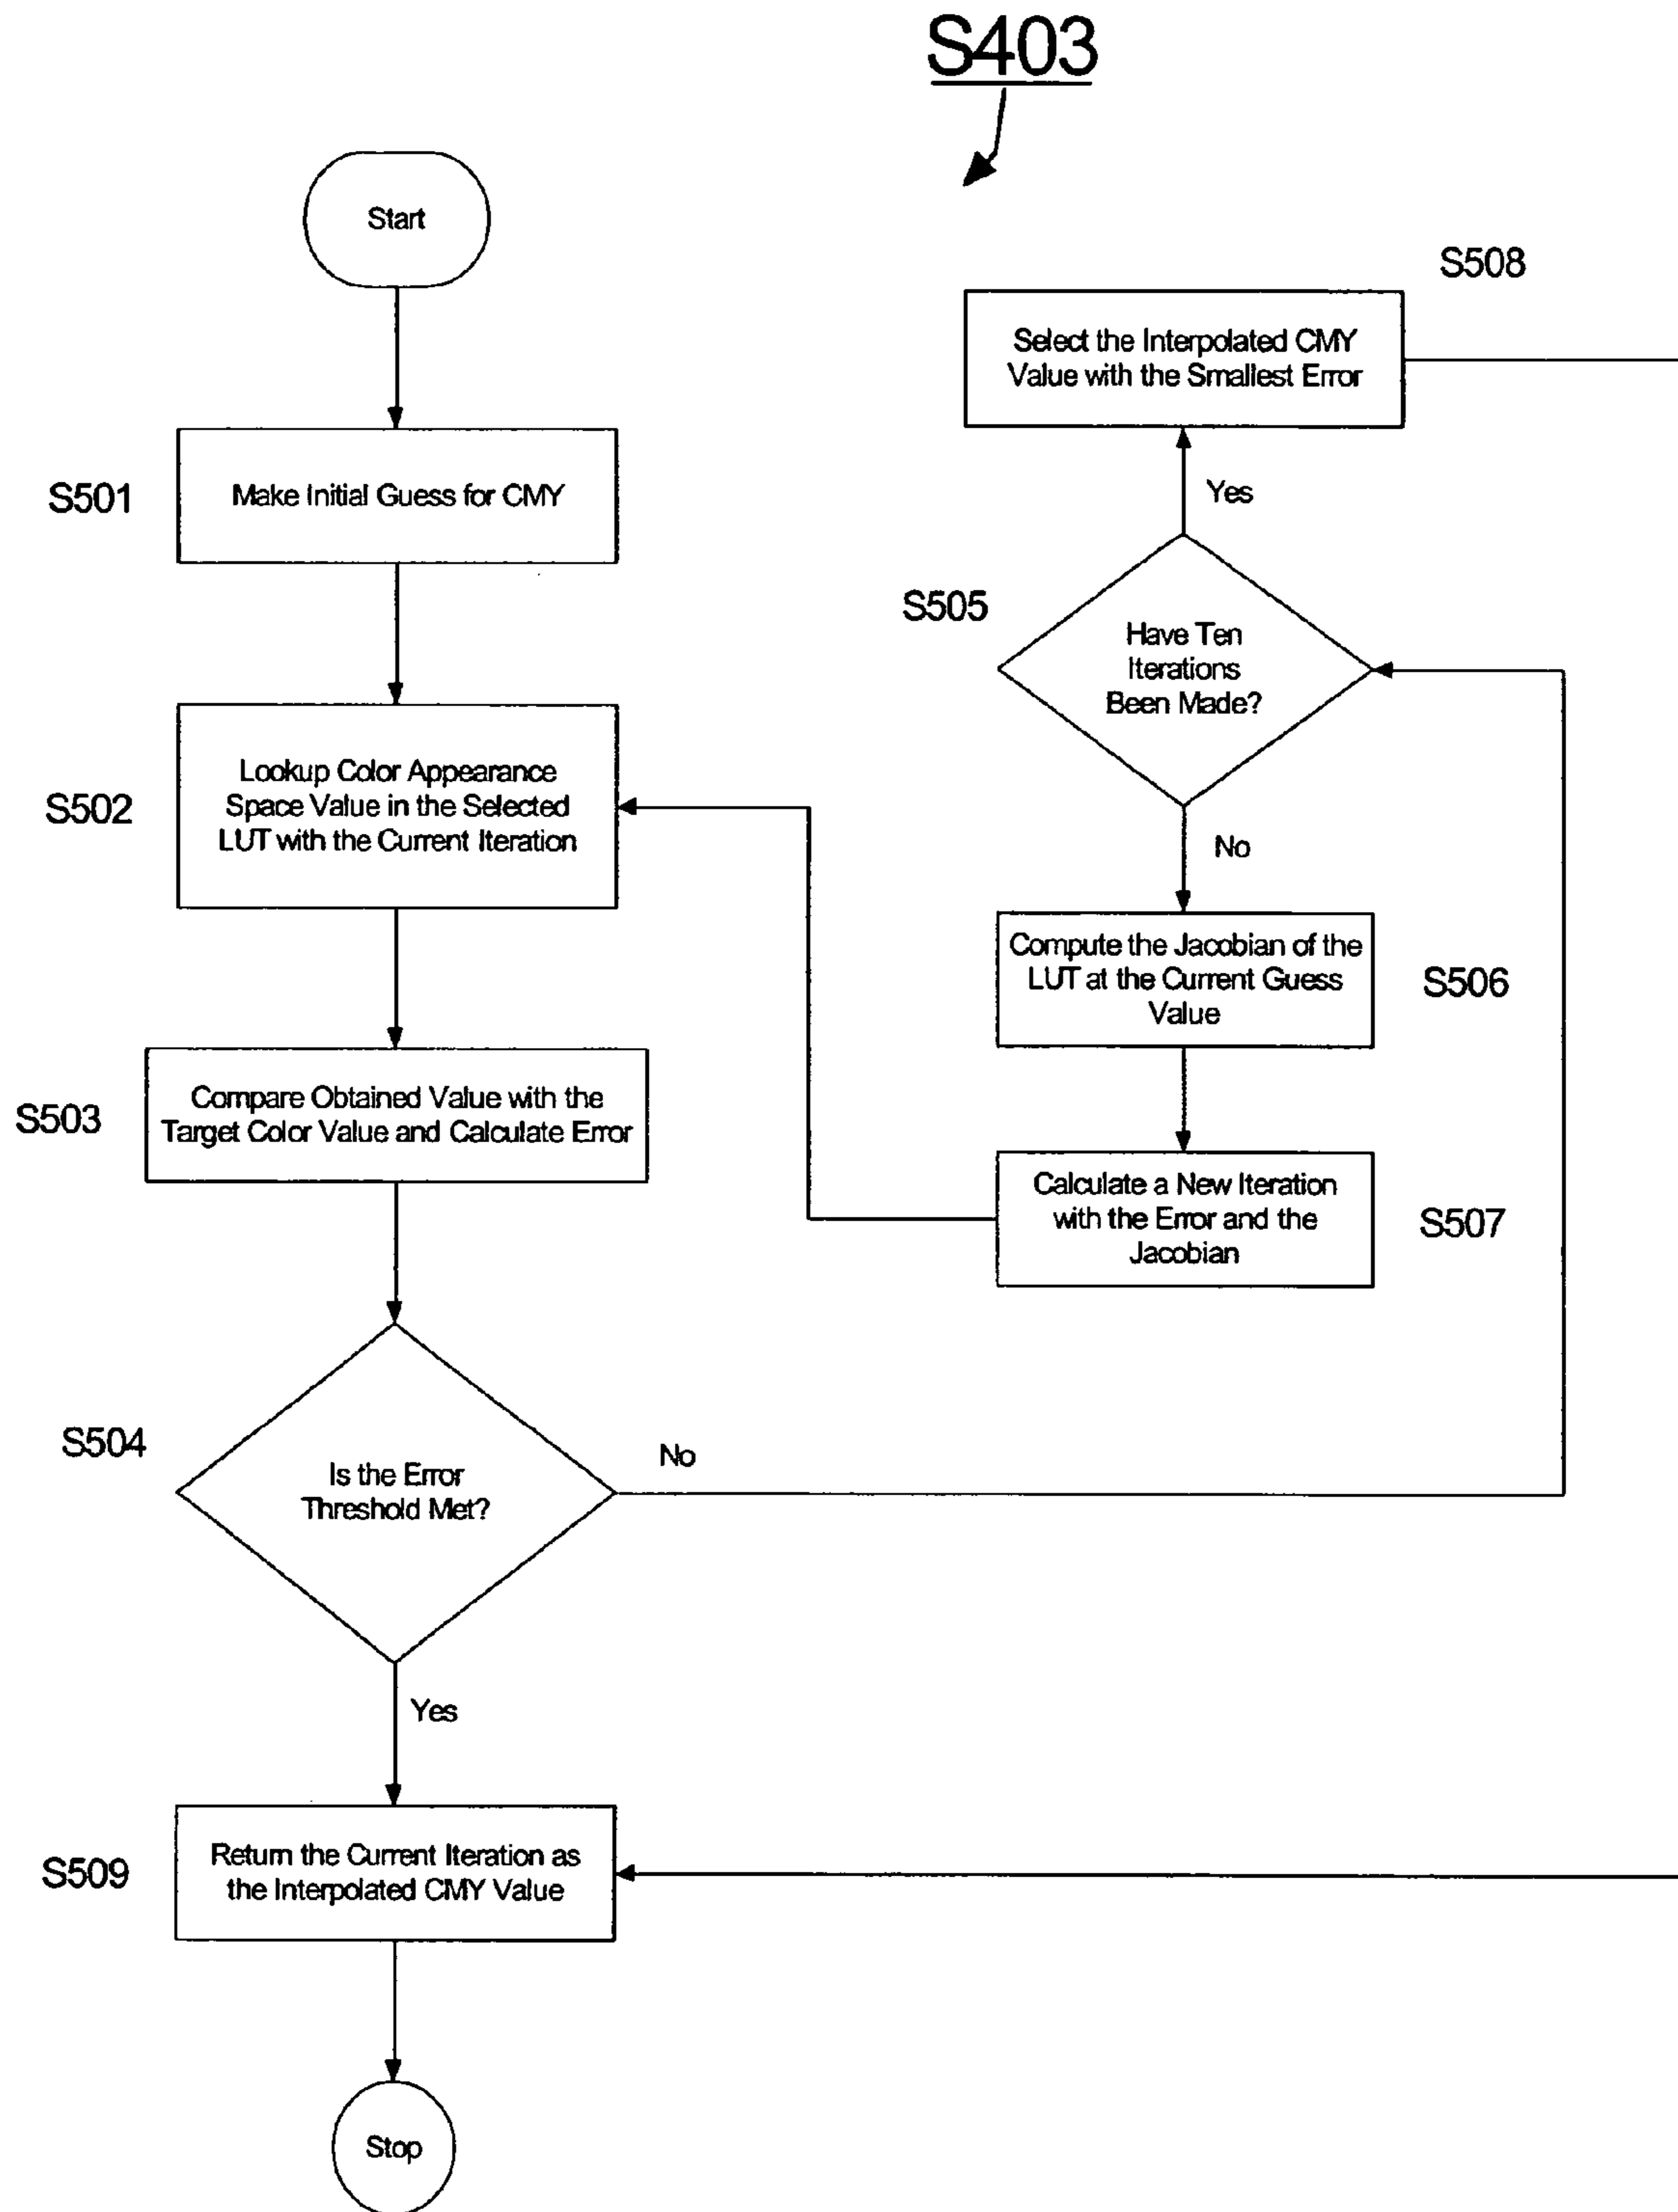 S403
Start
S501
Make Initial Guess for CMY
S502
Lookup Color Appearance
Space Value in the Selected
LUT with the Current Iteration
S503
Compare Obtained Value with the
Target Color Value and Calculate Error
S504
Is the Error
Threshold Met?
No
Yes
S505
Have Ten
Iterations
Been Made?
Yes
No
S508
Select the Interpolated CMY
Value with the Smallest Error
S506
Compute the Jacobian of the
LUT at the Current Guess
Value
S507
Calculate a New Iteration
with the Error and the
Jacobian
S509
Return the Current Iteration as
the Interpolated CMY Value
Stop